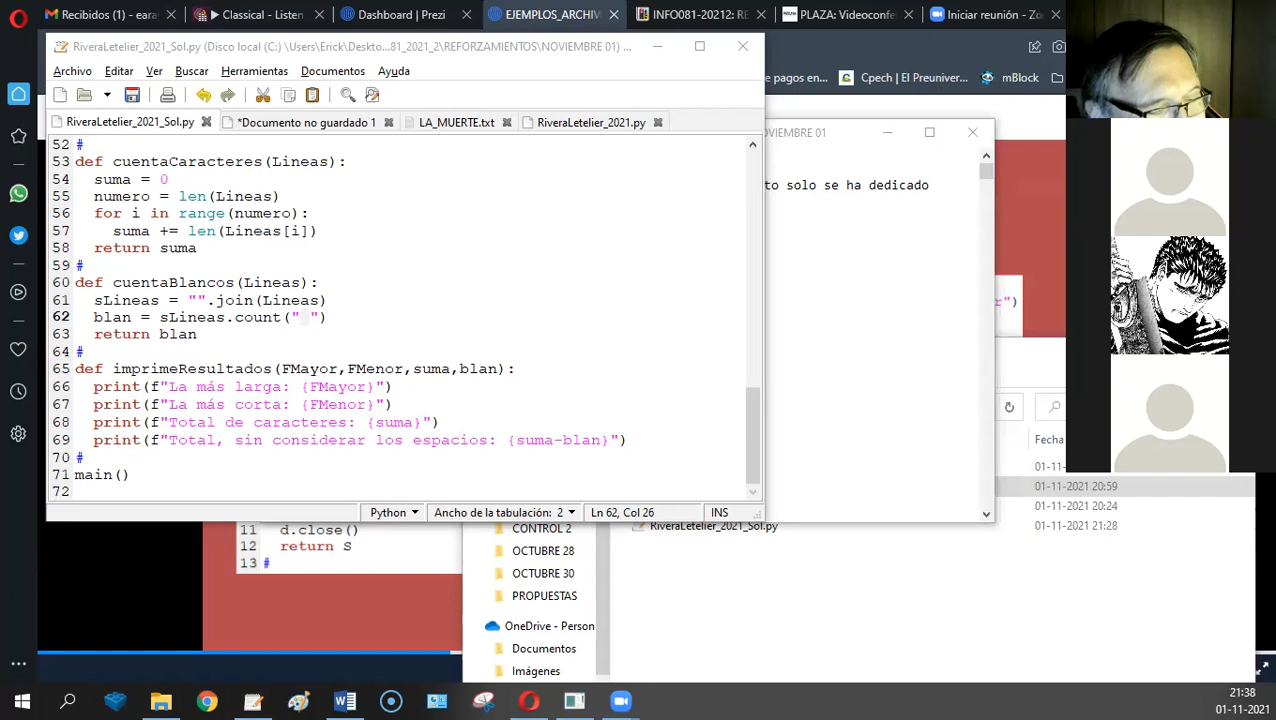 Recibidos (1) - ear
Classical - Listen
Dashboard | Prezi
EJEMPLOS_ARCHIV
INFO081-20212: RE
PLAZA: Videoconfe
Iniciar reunión - Zo
RiveraLetelier_2021_Sol.py (Disco local (C:) \Users\Erick\Deskto...81_2021_2\REFORZAMIENTOS\NOVIEMBRE 01) ...
de pagos en...
Cpech | El Preuniver...
mBlock
Archivo Editar Ver Buscar Herramientas Documentos Ayuda
RiveraLetelier_2021_Sol.py
*Documento no guardado 1
LA_MUERTE.txt
RiveraLetelier_2021.py
OVIEMBRE 01
to solo se ha dedicado
52 #
53 def cuentaCaracteres(Lineas):
54 suma = 0
55 numero = len(Lineas)
56 for i in range(numero):
57 suma += len(Lineas[i])
58 return suma
59 #
60 def cuentaBlancos(Lineas):
61 sLineas = "".join(Lineas)
62 blan = sLineas.count(" ")
63 return blan
64 #
65 def imprimeResultados(FMayor,FMenor,suma,blan):
66 print(f"La más larga: {FMayor}")
67 print(f"La más corta: {FMenor}")
68 print(f"Total de caracteres: {suma}")
69 print(f"Total, sin considerar los espacios: {suma-blan}")
70 #
71 main()
72
Python
Ancho de la tabulación: 2
Ln 62, Col 26
INS
r")
Fecha
01-11
01-11-2021 20:59
01-11-2021 20:24
RiveraLetelier_2021_Sol.py
01-11-2021 21:28
11 d.close()
12 return S
13 #
CONTROL 2
OCTUBRE 28
OCTUBRE 30
PROPUESTAS
OneDrive - Person
Documentos
Imágenes
21:38
01-11-2021